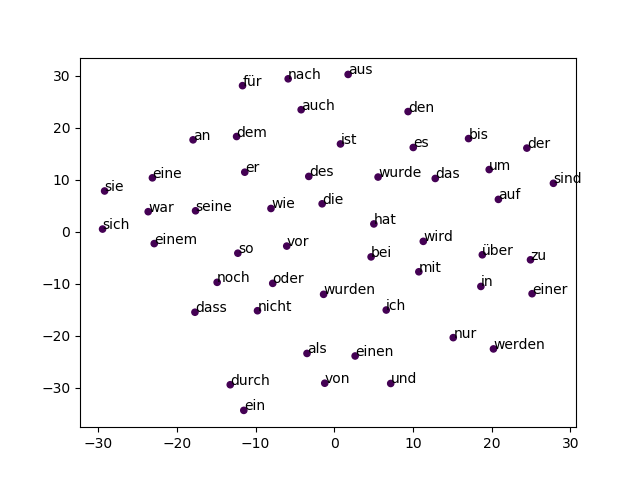 aus
nach
für
auch
den
dem
an
bis
ist
es
der
um
er
eine
des
wurde
das
sind
sie
auf
war
seine
wie
die
hat
sich
einem
wird
vor
so
bei
über
zu
mit
noch
oder
in
wurden
einer
dass
nicht
ich
nur
als
einen
werden
durch
von
und
ein
30
20
10
0
−10
−20
−30
−30 −20 −10 0 10 20 30